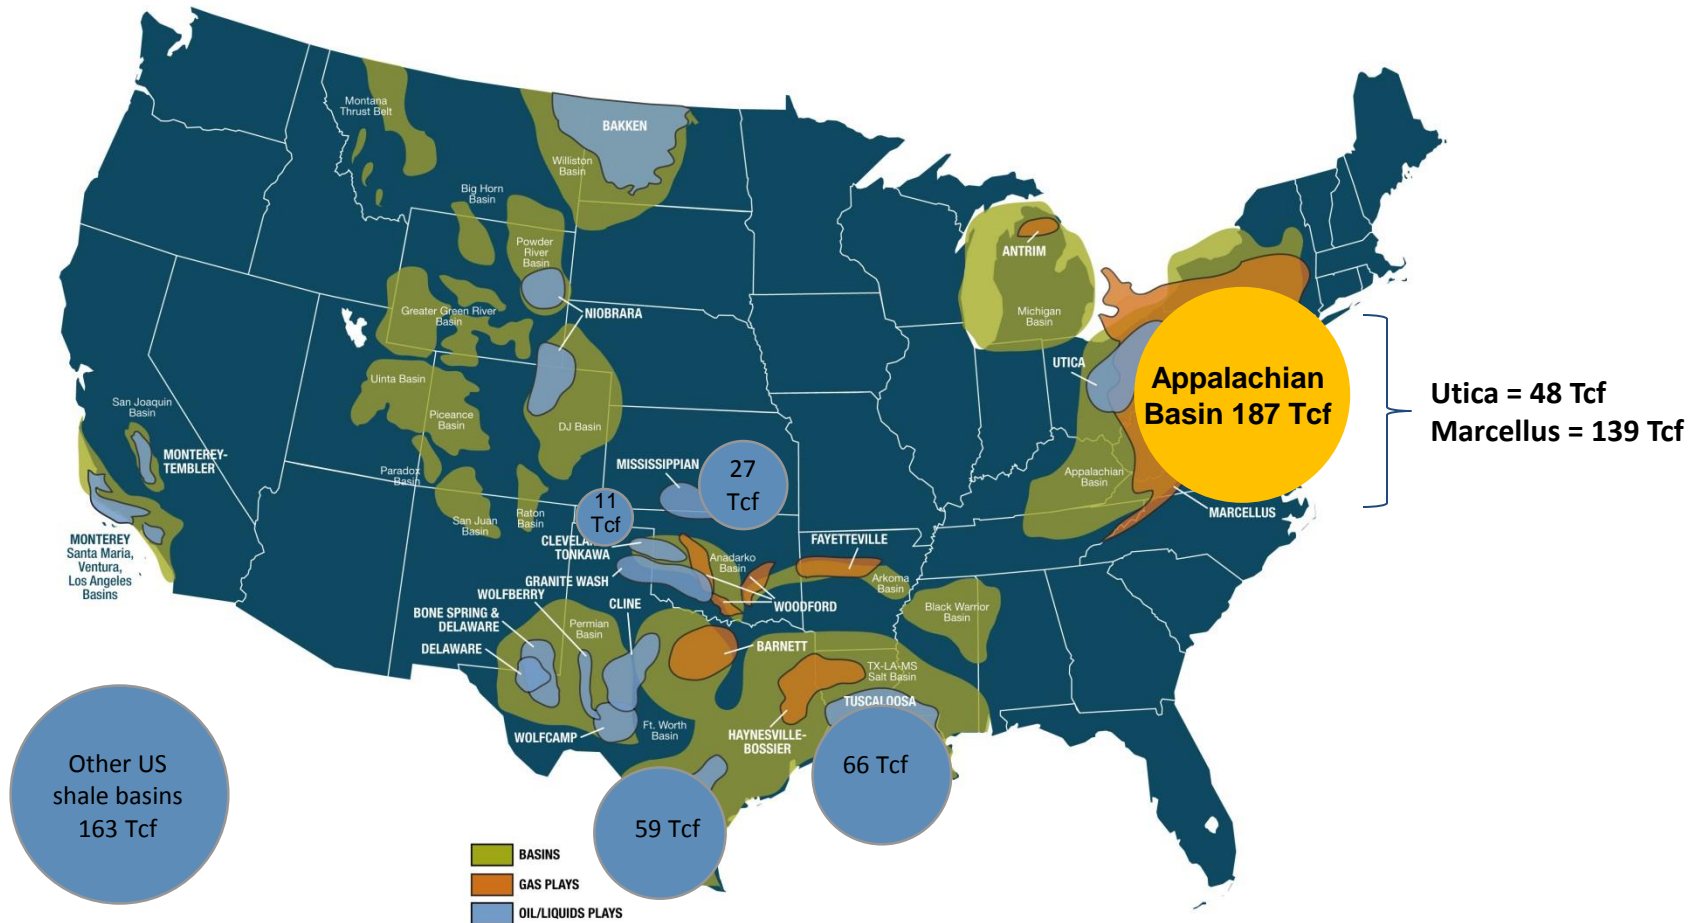 Montana
Thrust Belt
BAKKEN
Williston
Basin
Big Horn
Basin
Powder
River
Basin
ANTRIM
Michigan
Basin
Greater Green River
Basin
NIOBRARA
UTICA
Appalachian
Basin 187 Tcf
Utica = 48 Tcf
Marcellus = 139 Tcf
Uinta Basin
Piceance
Basin
DJ Basin
San Joaquin
Basin
MONTEREY-
TEMBLER
Paradox
Basin
MISSISSIPPIAN
27
Tcf
11
Tcf
Appalachian
Basin
MARCELLUS
San Juan
Basin
Raton
Basin
MONTEREY
Santa Maria,
Ventura,
Los Angeles
Basins
TONKAWA
Anadarko
Basin
FAYETTEVILLE
Arkoma
Basin
GRANITE WASH
WOLFBERRY
CLINE
WOODFORD
Black Warrior
Basin
BONE SPRING &
DELAWARE
Permian
Basin
DELAWARE
BARNETT
TX-LA-MS
Salt Basin
TUSCALOOSA
WOLFCAMP
Ft. Worth
Basin
HAYNESVILLE-
BOSSIER
66 Tcf
59 Tcf
Other US
shale basins
163 Tcf
BASINS
GAS PLAYS
OIL/LIQUIDS PLAYS